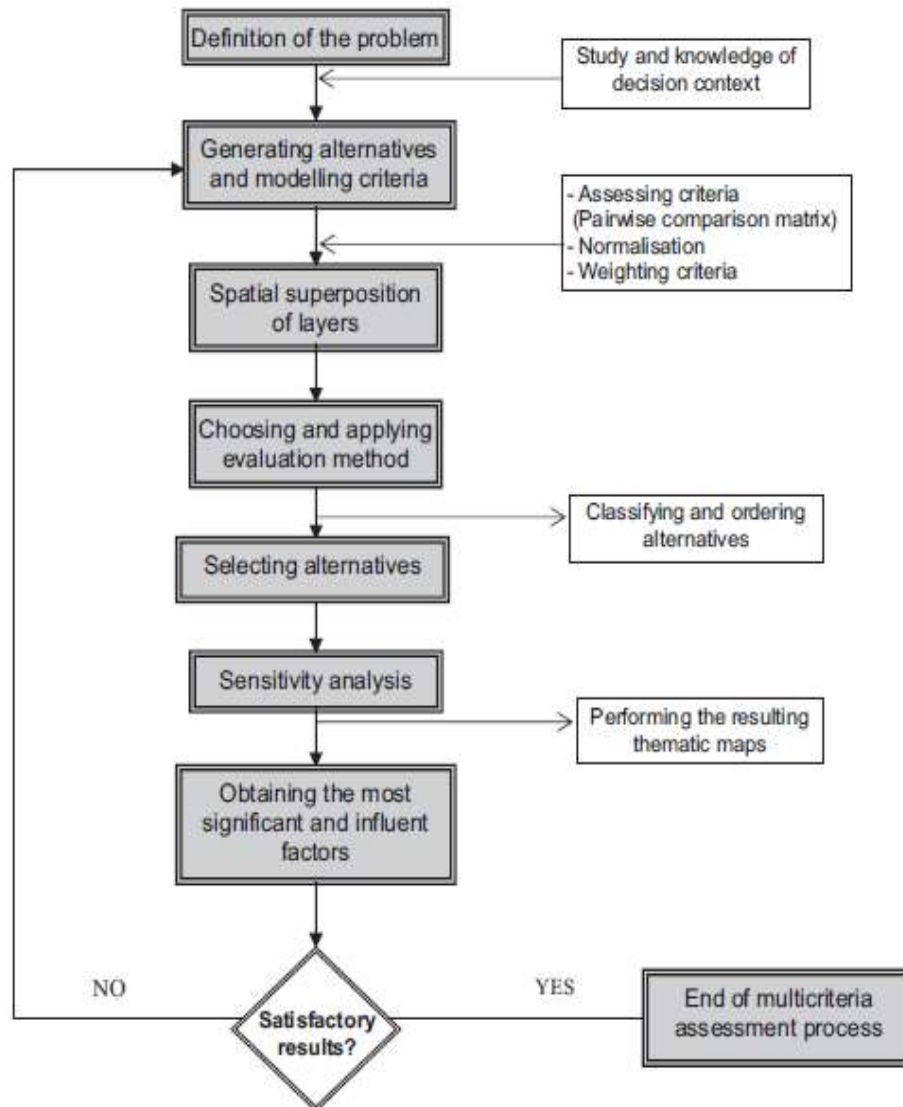 Definition of the problem
Study and knowledge of
decision context
Generating alternatives
and modelling criteria
- Assessing criteria
(Pairwise comparison matrix)
- Normalisation
- Weighting criteria
Spatial superposition
of layers
Choosing and applying
evaluation method
Classifying and ordering
alternatives
Selecting alternatives
Sensitivity analysis
Performing the resulting
thematic maps
Obtaining the most
significant and influent
factors
NO
YES
Satisfactory
results?
End of multicriteria
assessment process